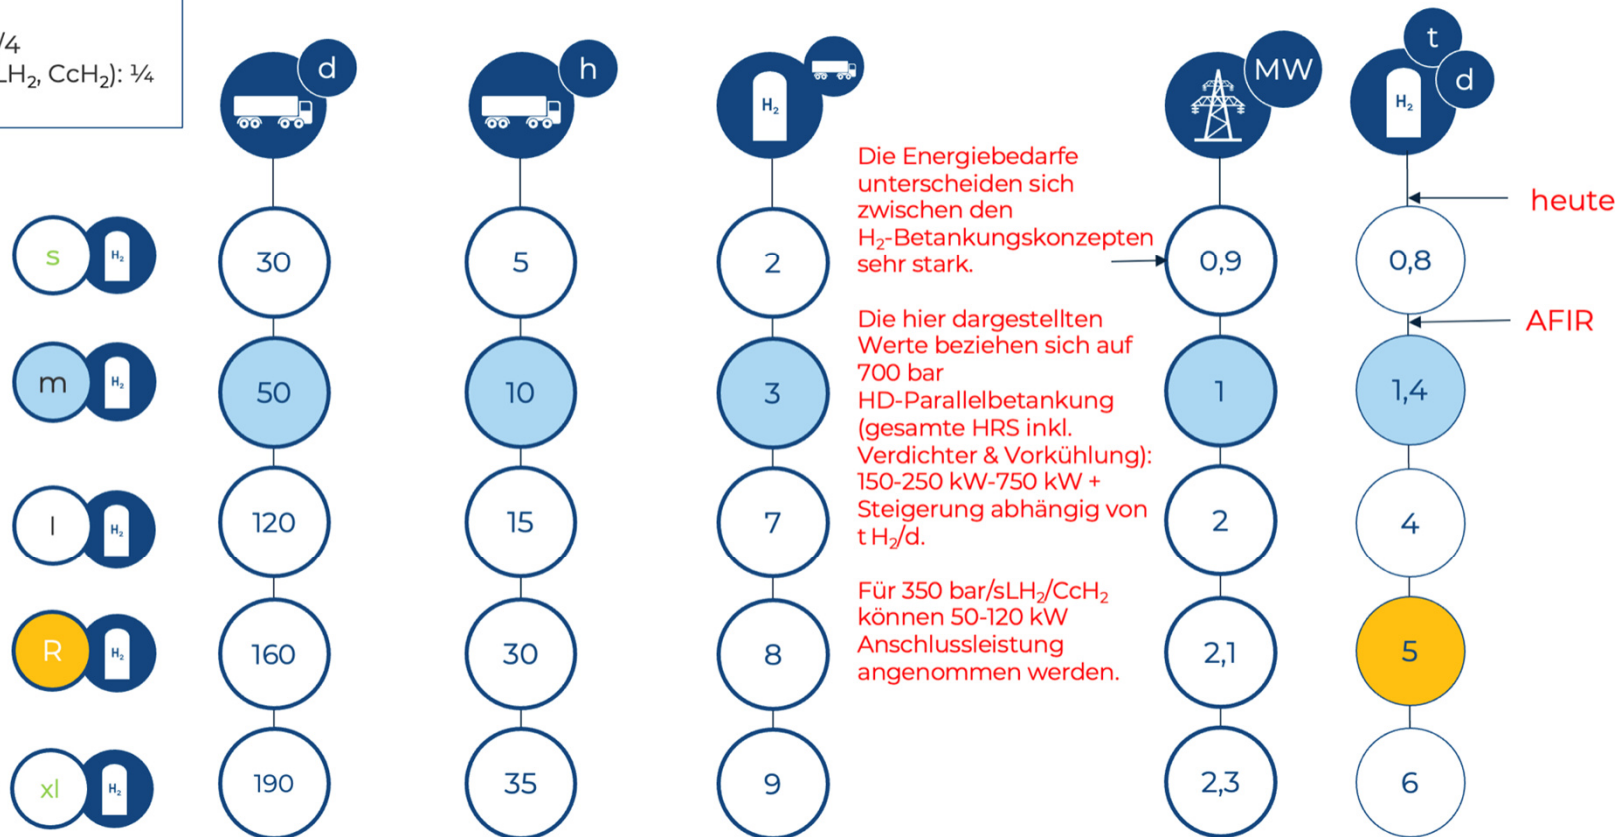 /4
LH₂, CcH₂): ¼
d
h
H₂
MW
t
H₂
d
Die Energiebedarfe
unterscheiden sich
zwischen den
H₂-Betankungskonzepten
sehr stark.
heute
s
H₂
30
5
2
0,9
0,8
AFIR
Die hier dargestellten
Werte beziehen sich auf
700 bar
HD-Parallelbetankung
(gesamte HRS inkl.
Verdichter & Vorkühlung):
150-250 kW-750 kW +
Steigerung abhängig von
t H₂/d.
m
H₂
50
10
3
1
1,4
l
H₂
120
15
7
2
4
Für 350 bar/sLH₂/CcH₂
können 50-120 kW
Anschlussleistung
angenommen werden.
R
H₂
160
30
8
2,1
5
xl
H₂
190
35
9
2,3
6